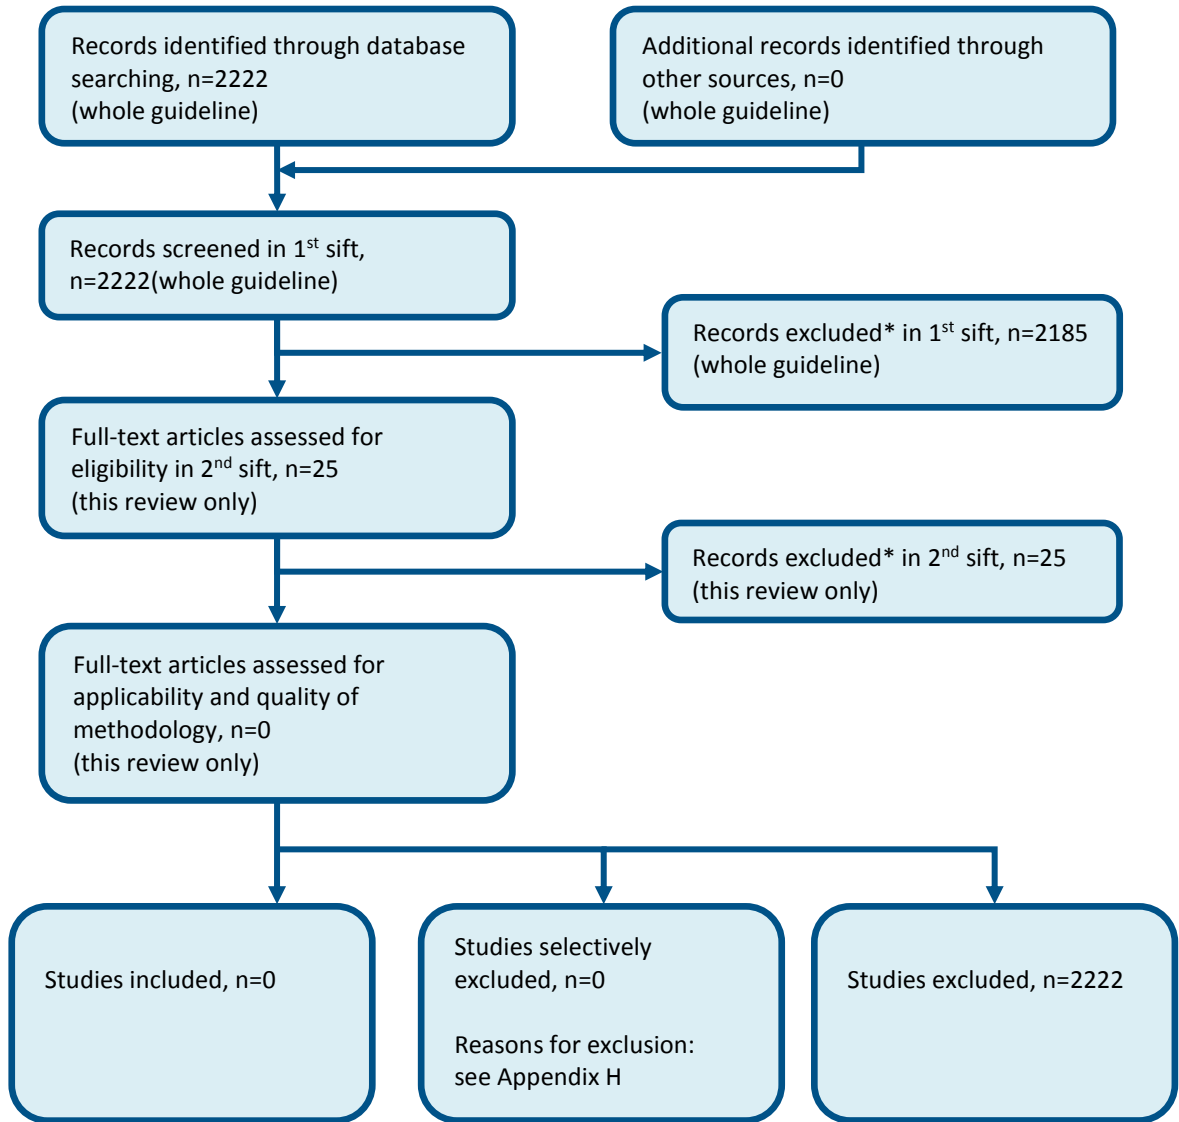 Records identified through database
searching, n=2222
(whole guideline)
Additional records identified through
other sources, n=0
(whole guideline)
Records screened in 1st sift,
n=2222(whole guideline)
Records excluded* in 1st sift, n=2185
(whole guideline)
Full-text articles assessed for
eligibility in 2nd sift, n=25
(this review only)
Records excluded* in 2nd sift, n=25
(this review only)
Full-text articles assessed for
applicability and quality of
methodology, n=0
(this review only)
Studies included, n=0
Studies selectively
excluded, n=0
Reasons for exclusion:
see Appendix H
Studies excluded, n=2222